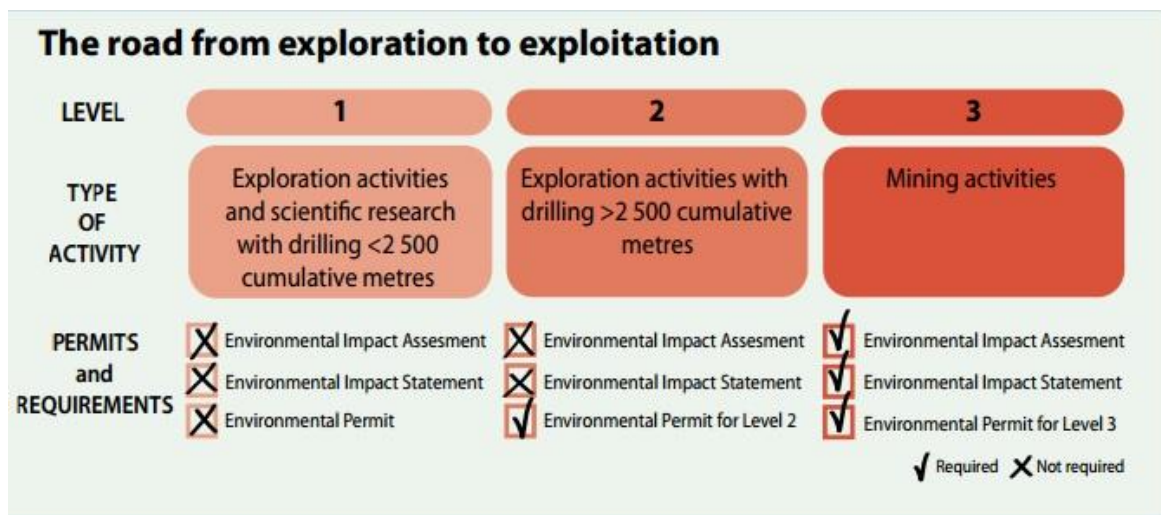 The road from exploration to exploitation
LEVEL
1
2
3
TYPE
OF
ACTIVITY
Exploration activities
and scientific research
with drilling <2 500
cumulative metres
Exploration activities with
drilling >2 500 cumulative
metres
Mining activities
PERMITS
and
REQUIREMENTS
Environmental Impact Assesment
Environmental Impact Statement
Environmental Permit
Environmental Impact Assesment
Environmental Impact Statement
Environmental Permit for Level 2
Environmental Impact Assesment
Environmental Impact Statement
Environmental Permit for Level 3
Required
Not required